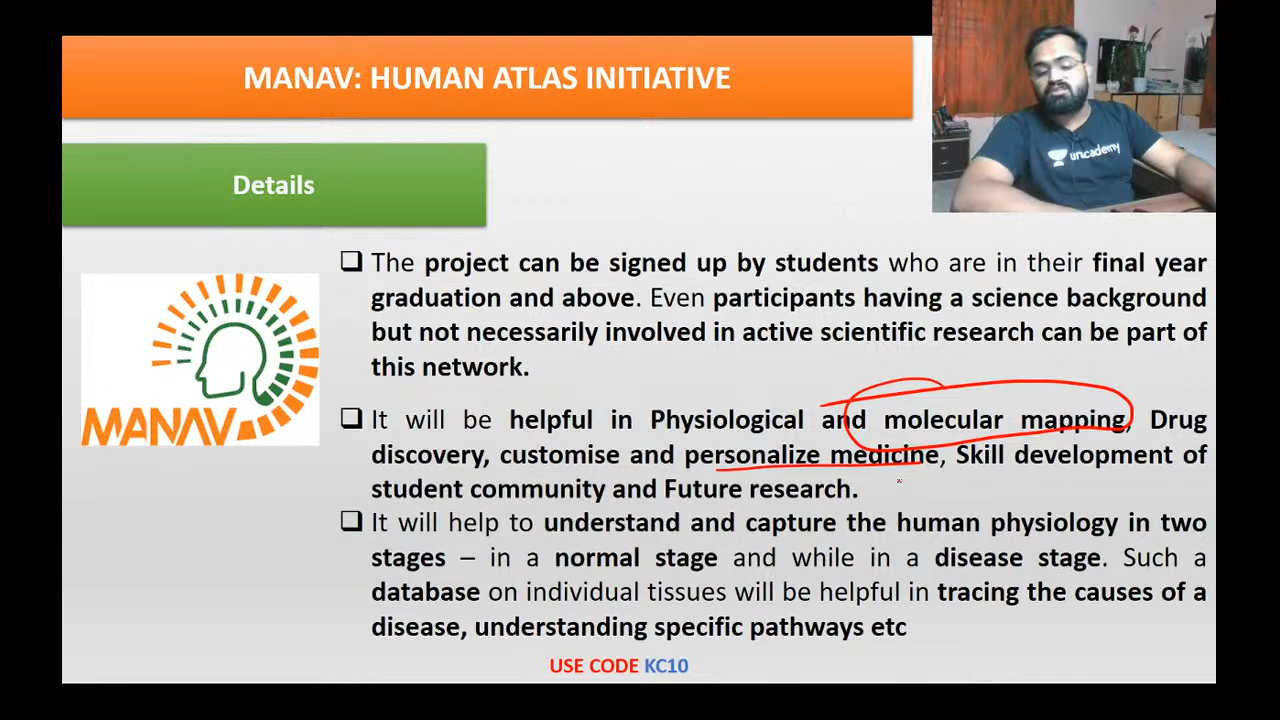 MANAV: HUMAN ATLAS INITIATIVE
unacademy
Details
❑ The project can be signed up by students who are in their final year
graduation and above. Even participants having a science background
but not necessarily involved in active scientific research can be part of
this network.
MANAV
❑ It will be helpful in Physiological and molecular mapping, Drug
discovery, customise and personalize medicine, Skill development of
student community and Future research.
❑ It will help to understand and capture the human physiology in two
stages – in a normal stage and while in a disease stage. Such a
database on individual tissues will be helpful in tracing the causes of a
disease, understanding specific pathways etc
USE CODE KC10